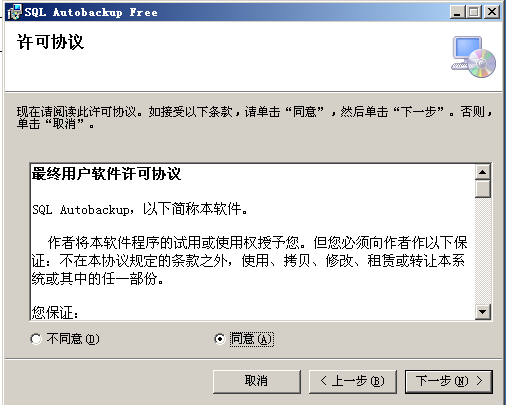 SQL Autobackup Free
许可协议
现在请阅读此许可协议。如接受以下条款，请单击“同意”，然后单击“下一步”。否则，
单击“取消”。
最终用户软件许可协议
SQL Autobackup，以下简称本软件。
作者将本软件程序的试用或使用权授予您。但您必须向作者作以下保
证：不在本协议规定的条款之外，使用、拷贝、修改、租赁或转让本系
统或其中的任一部份。
您保证：
不同意(D)
同意(A)
取消
< 上一步(B)
下一步(N) >